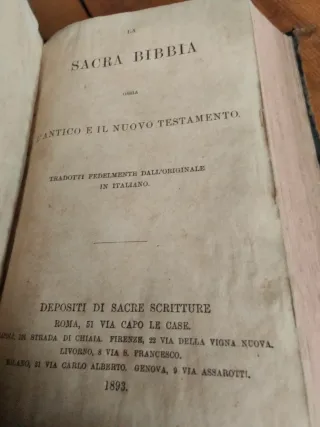 LA
SACRA BIBBIA
OSSIA
L'ANTICO E IL NUOVO TESTAMENTO.
TRADOTTI FEDELMENTE DALL'ORIGINALE
IN ITALIANO.
DEPOSITI DI SACRE SCRITTURE
ROMA, 51 VIA CAPO LE CASE.
STRADA DI CHIAIA. FIRENZE, 22 VIA DELLA VIGNA NUOVA.
LIVORNO, 8 VIA S. FRANCESCO.
MILANO, 21 VIA CARLO ALBERTO. GENOVA, 9 VIA ASSAROTTI.
1893.